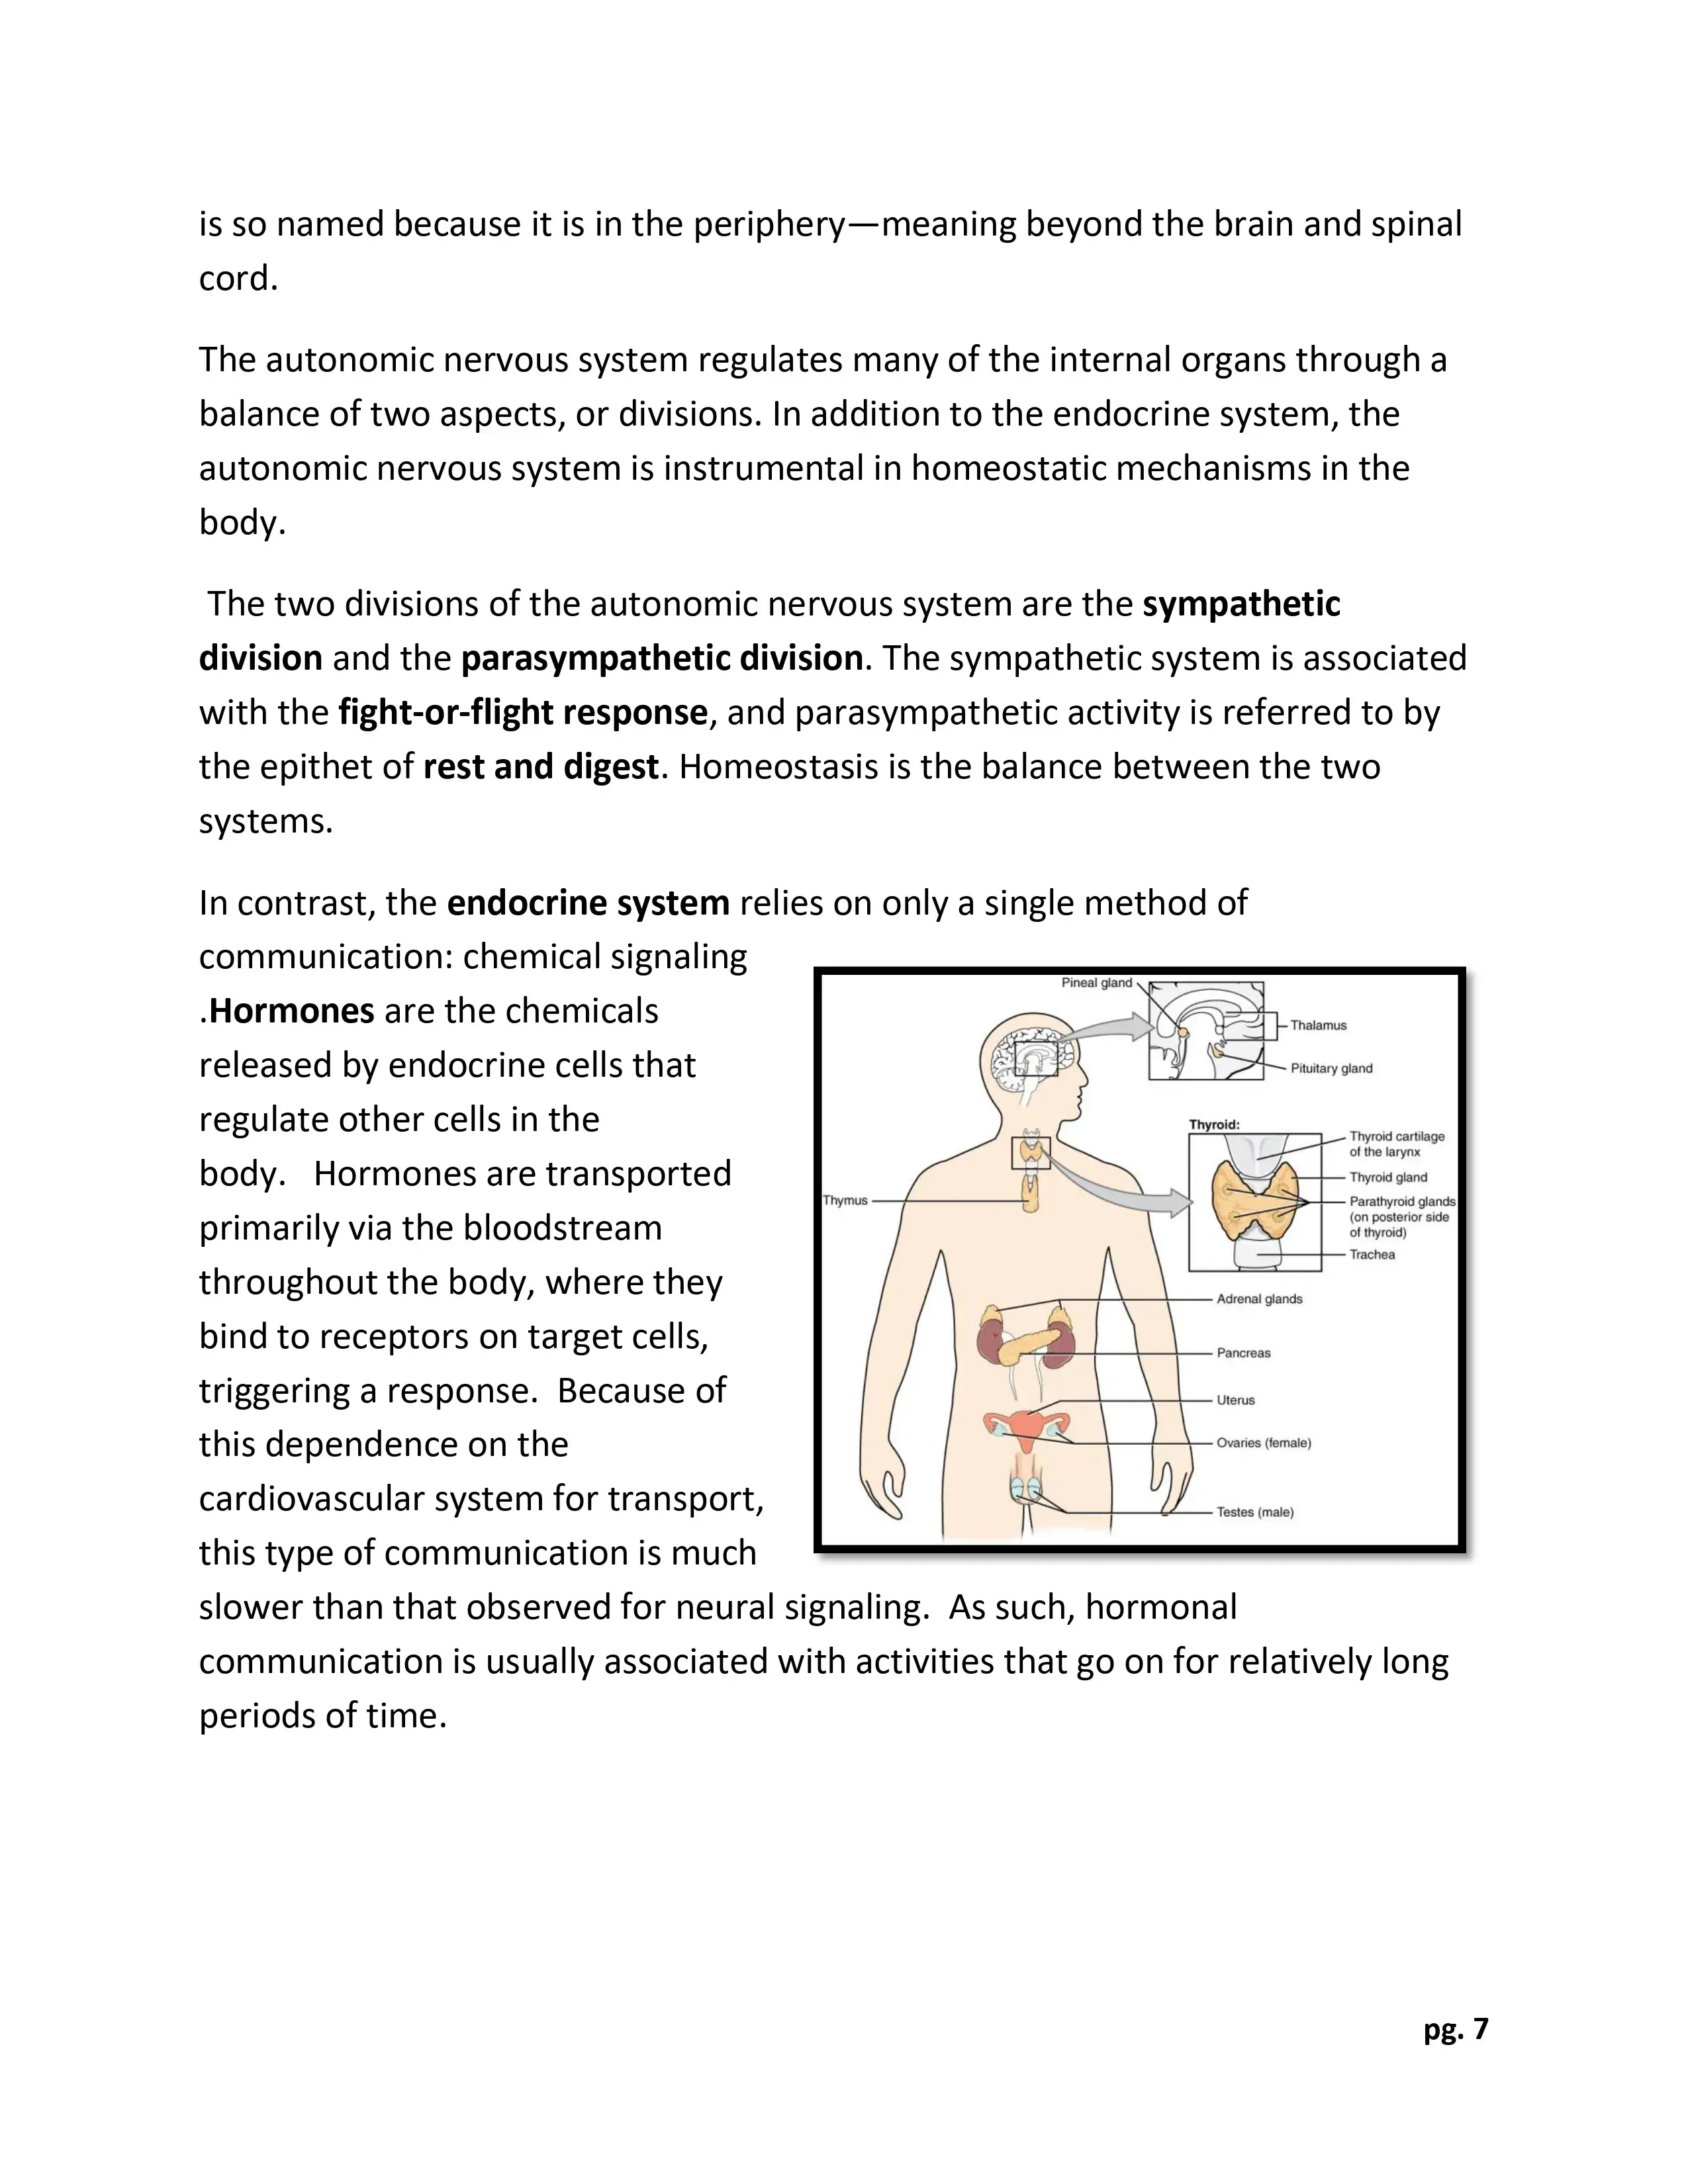 is so named because it is in the periphery—meaning beyond the brain and spinal
cord.
The autonomic nervous system regulates many of the internal organs through a
balance of two aspects, or divisions. In addition to the endocrine system, the
autonomic nervous system is instrumental in homeostatic mechanisms in the
body.
The two divisions of the autonomic nervous system are the sympathetic
division and the parasympathetic division. The sympathetic system is associated
with the fight-or-flight response, and parasympathetic activity is referred to by
the epithet of rest and digest. Homeostasis is the balance between the two
systems.
In contrast, the endocrine system relies on only a single method of
communication: chemical signaling
.Hormones are the chemicals
released by endocrine cells that
regulate other cells in the
body.   Hormones are transported
primarily via the bloodstream
throughout the body, where they
bind to receptors on target cells,
triggering a response.  Because of
this dependence on the
cardiovascular system for transport,
this type of communication is much
slower than that observed for neural signaling.  As such, hormonal
communication is usually associated with activities that go on for relatively long
periods of time.
Pineal gland
Thalamus
Pituitary gland
Thyroid:
Thyroid cartilage
of the larynx
Thyroid gland
Parathyroid glands
(on posterior side
of thyroid)
Trachea
Thymus
Adrenal glands
Pancreas
Uterus
Ovaries (female)
Testes (male)
pg. 7